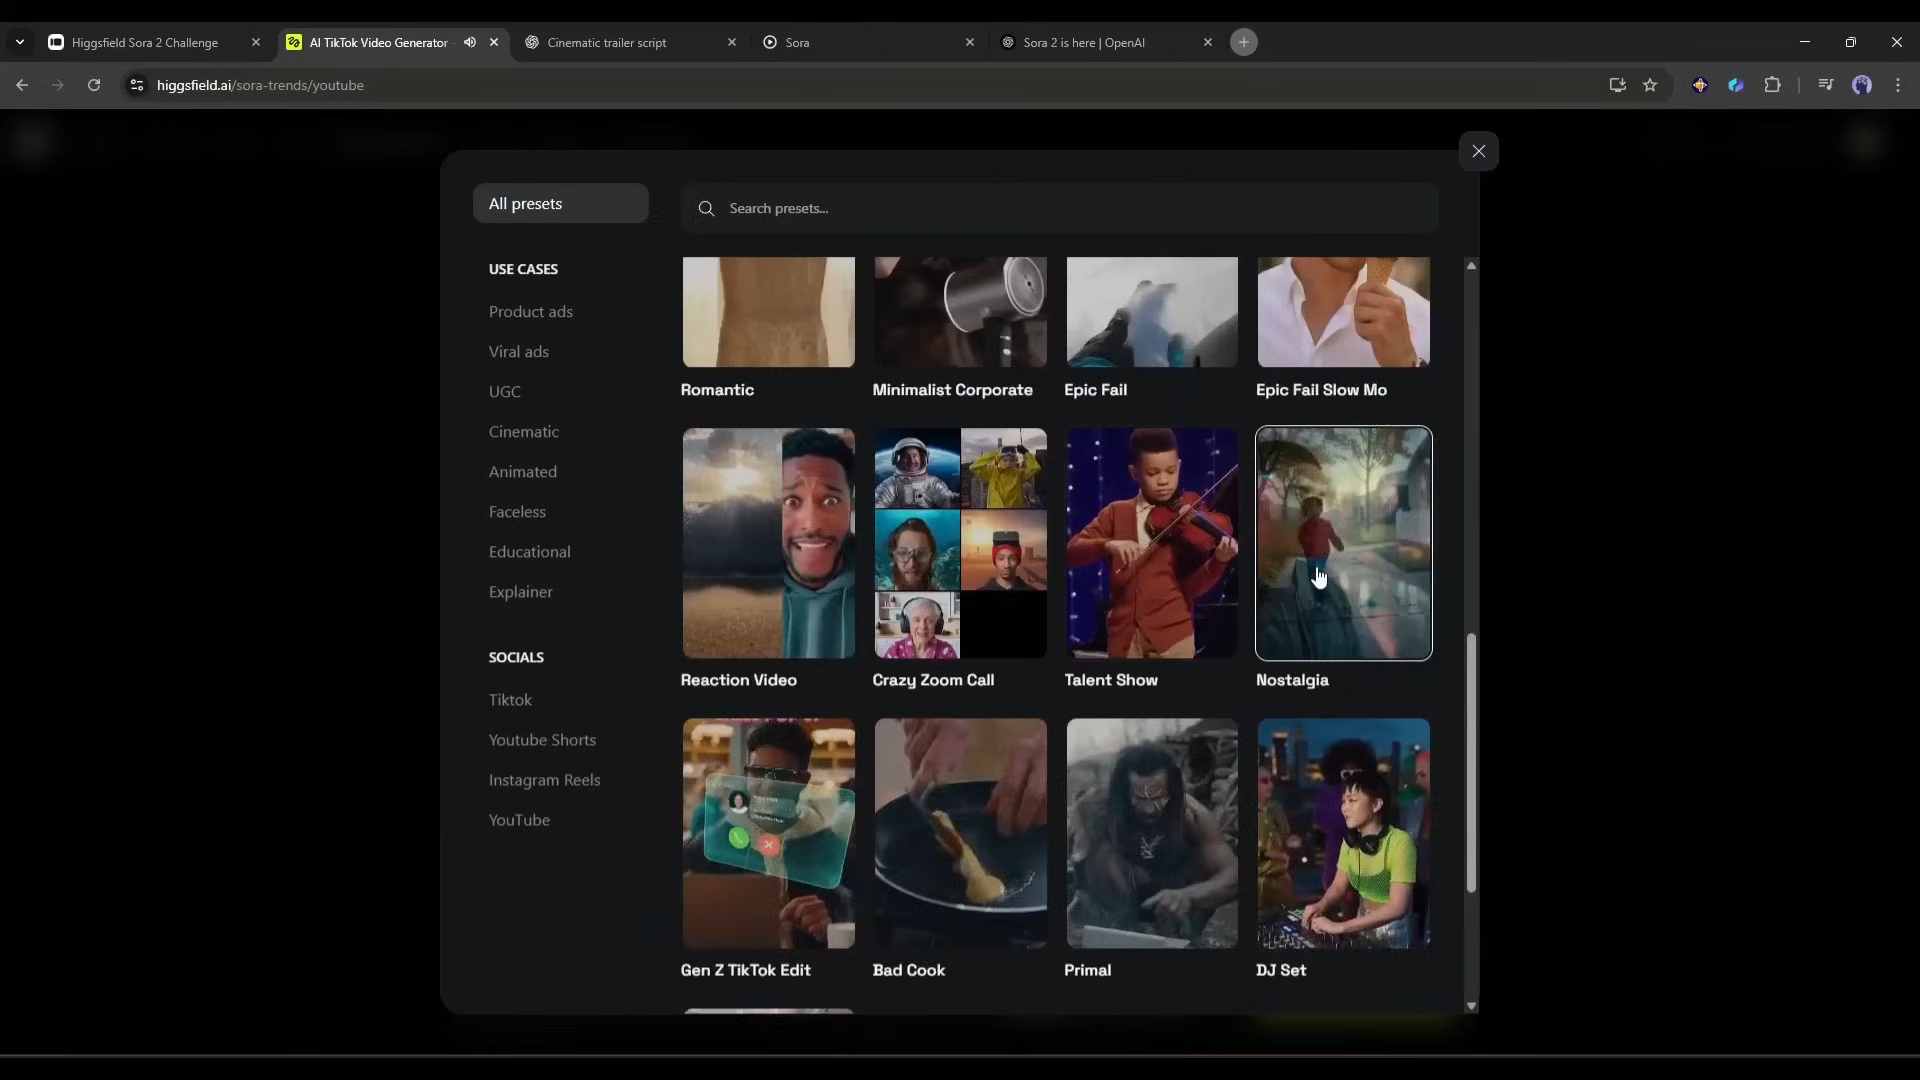 Higgsfield Sora 2 Challenge
AI TikTok Video Generator
Cinematic trailer script
Sora
Sora 2 is here | OpenAI
higgsfield.ai/sora-trends/youtube
All presets
Search presets...
USE CASES
Product ads
Viral ads
UGC
Cinematic
Animated
Faceless
Educational
Explainer
SOCIALS
Tiktok
Youtube Shorts
Instagram Reels
YouTube
Romantic
Minimalist Corporate
Epic Fail
Epic Fail Slow Mo
Reaction Video
Crazy Zoom Call
Talent Show
Nostalgia
Gen Z TikTok Edit
Bad Cook
Primal
DJ Set